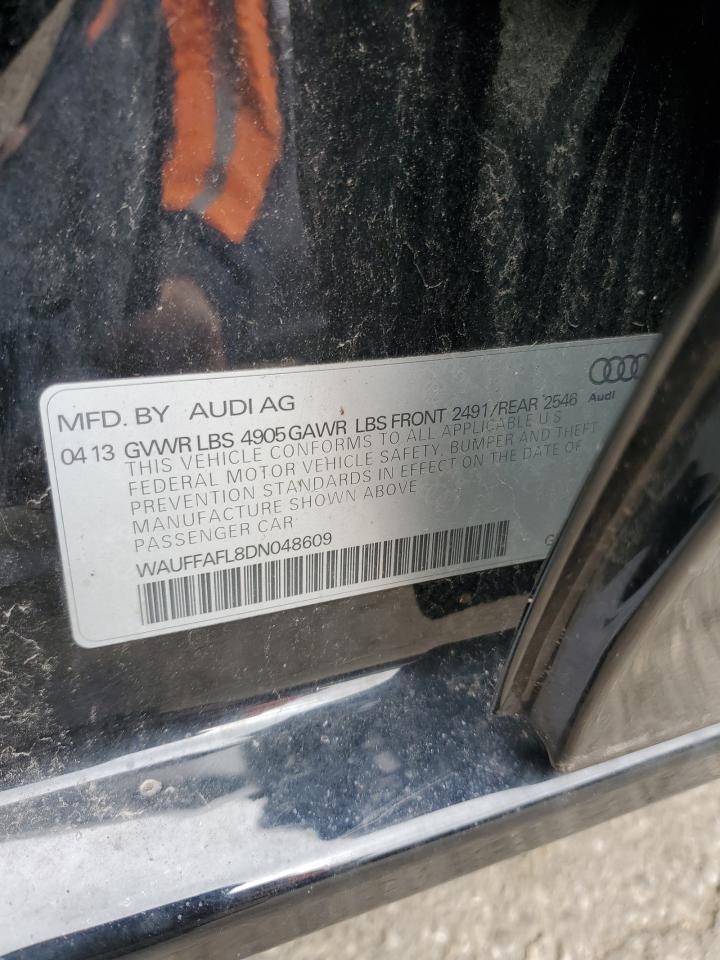 MFD. BY AUDI AG
Audi
04 13 GVWR LBS 4905 GAWR LBS FRONT 2491/REAR 2546
THIS VEHICLE CONFORMS TO ALL APPLICABLE U S
FEDERAL MOTOR VEHICLE SAFETY, BUMPER AND THEFT
PREVENTION STANDARDS IN EFFECT ON THE DATE OF
MANUFACTURE SHOWN ABOVE
PASSENGER CAR
WAUFFAFL8DN048609
G